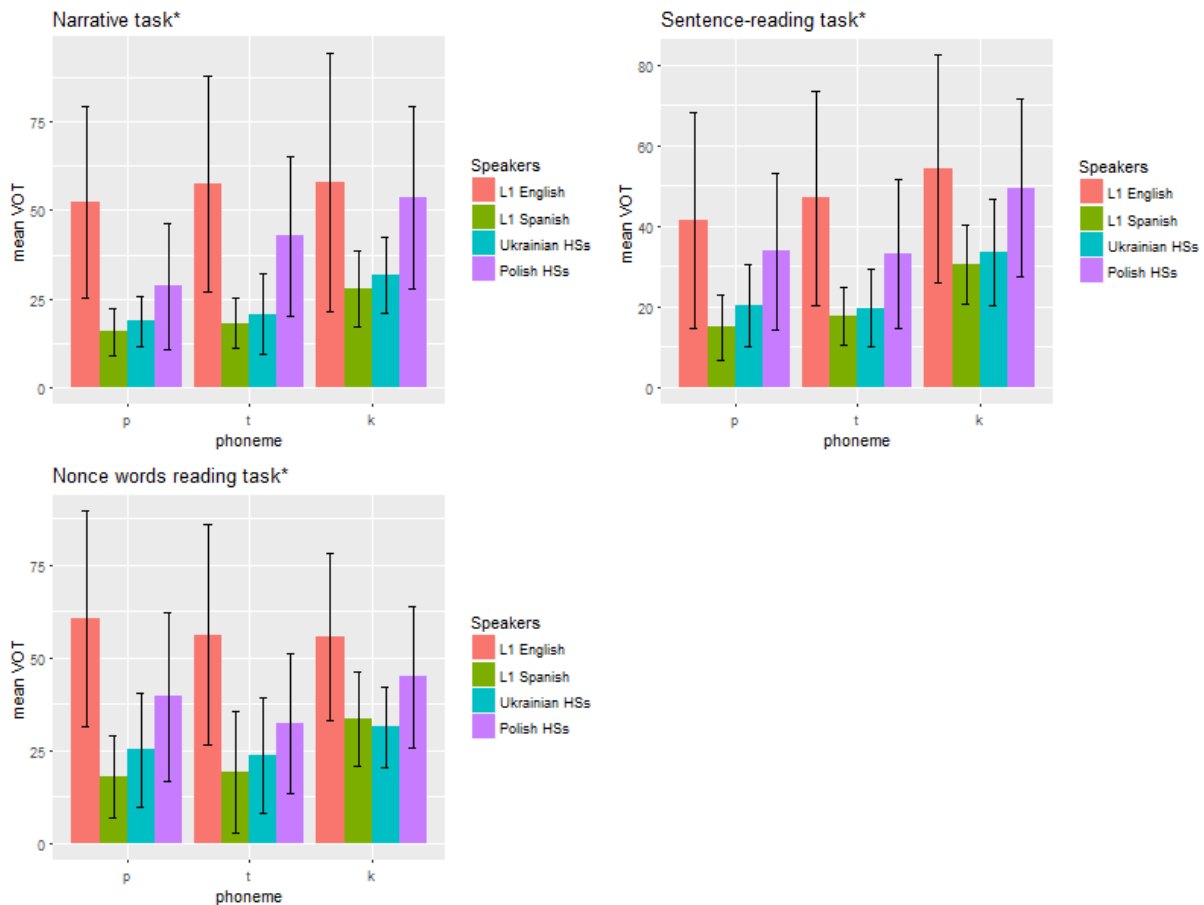 Narrative task*
75
50
25
0
mean VOT
p t k
phoneme
Speakers
L1 English
L1 Spanish
Ukrainian HSs
Polish HSs
Sentence-reading task*
80
60
40
20
0
mean VOT
p t k
phoneme
Speakers
L1 English
L1 Spanish
Ukrainian HSs
Polish HSs
Nonce words reading task*
75
50
25
0
mean VOT
p t k
phoneme
Speakers
L1 English
L1 Spanish
Ukrainian HSs
Polish HSs